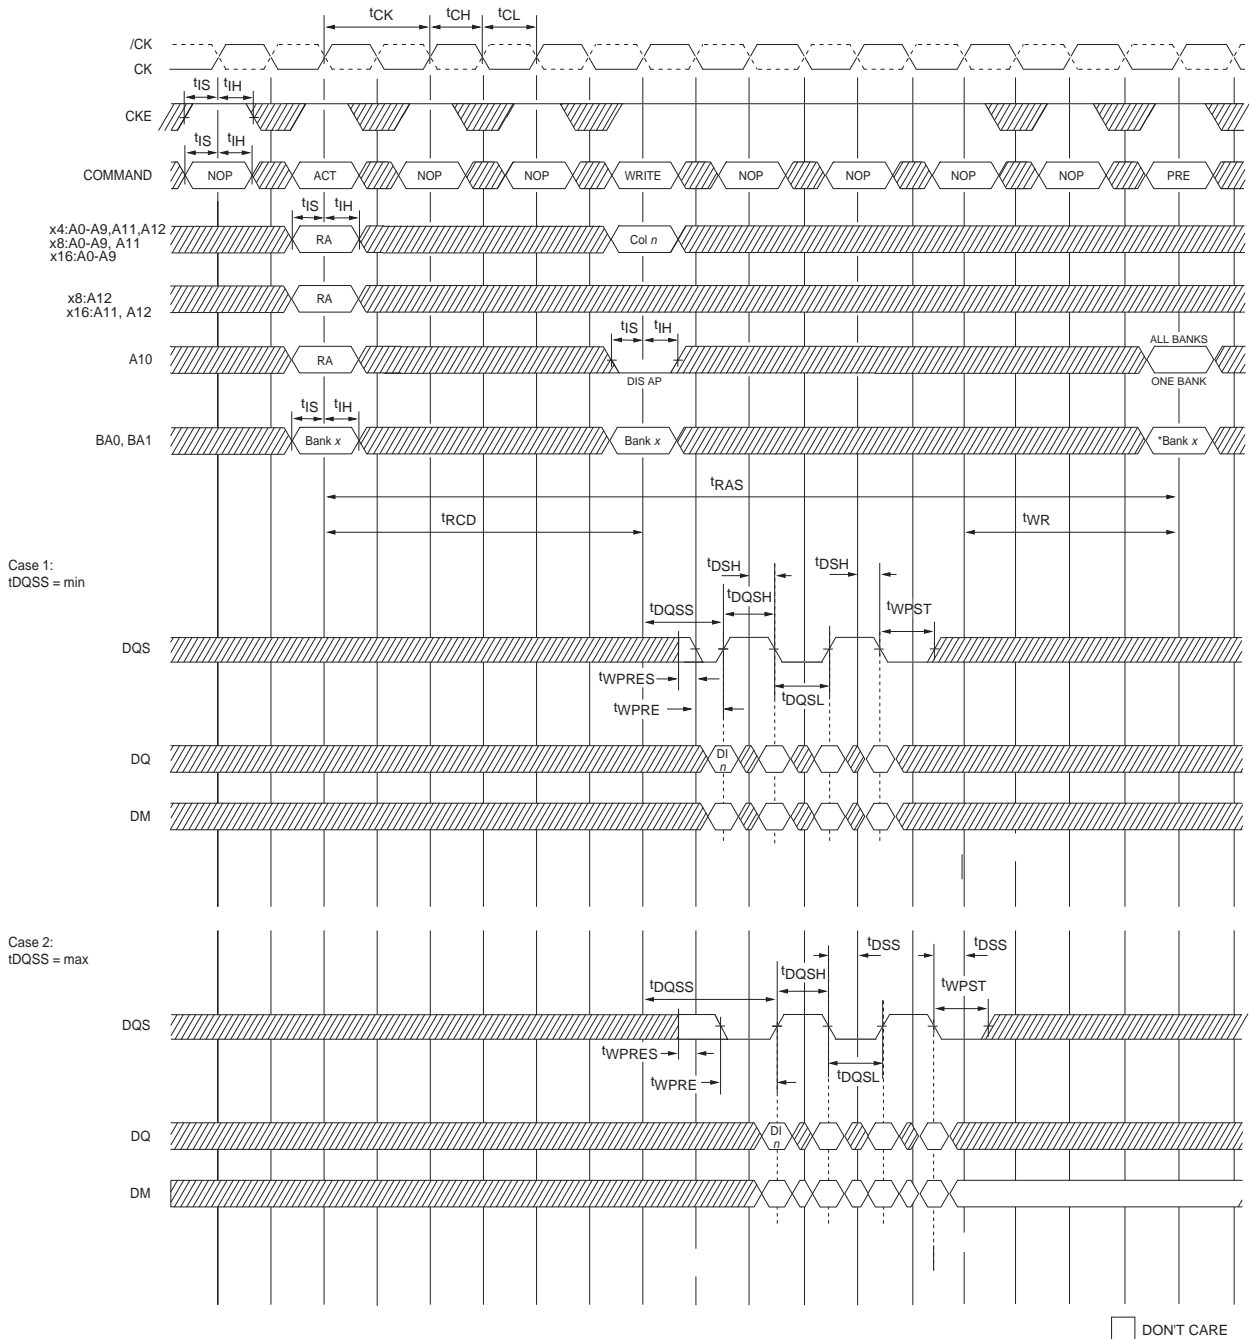 tCK tCH tCL
/CK
CK
tIS tIH
CKE
tIS tIH
COMMAND NOP ACT NOP NOP WRITE NOP NOP NOP NOP PRE
tIS tIH
x4:A0-A9,A11,A12
x8:A0-A9, A11
x16:A0-A9
RA Col n
x8:A12
x16:A11, A12
RA
tIS tIH
ALL BANKS
A10 RA
DIS AP ONE BANK
tIS tIH
BA0, BA1 Bank x Bank x *Bank x
tRAS
tRCD tWR
Case 1:
tDQSS = min
tDSH tDSH
tDQSS tDQSH tWPST
DQS
tWPRES tDQSL
tWPRE
DQ DI
n
DM
Case 2:
tDQSS = max
tDSS tDSS
tDQSS tDQSH tWPST
DQS
tWPRES
tWPRE tDQSL
DQ DI
n
DM
DON'T CARE